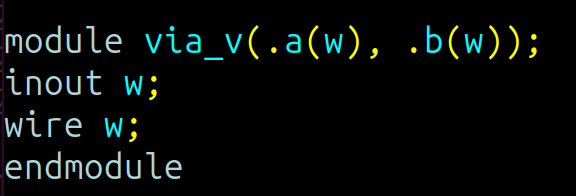 module via_v(.a(w), .b(w));
inout w;
wire w;
endmodule